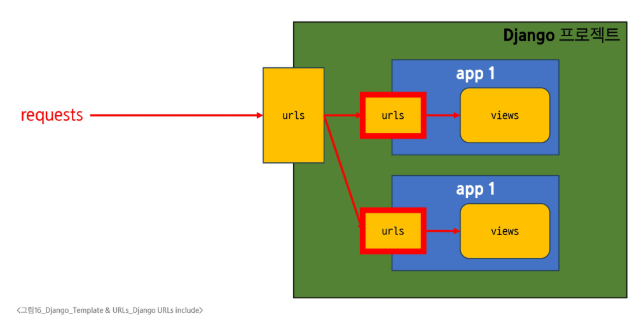 Django 프로젝트
app 1
requests
urls
urls
views
app 1
urls
views
<그림16_Django_Template & URLs_Django URLs include>